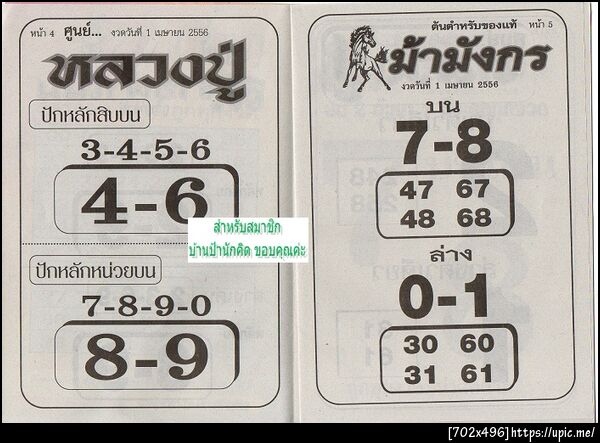 หน้า 4 ศูนย์... งวดวันที่ 1 เมษายน 2556
หลวงปู่
ปักหลักสิบบน
3-4-5-6
4-6
ปักหลักหน่วยบน
7-8-9-0
8-9
สำหรับสมาชิก
บ้านป้านักคิด ขอบคุณค่ะ
ต้นตำหรับของแท้ หน้า 5
ม้ามังกร
งวดวันที่ 1 เมษายน 2556
บน
7-8
47 67
48 68
ล่าง
0-1
30 60
31 61
[702x496]https://upic.me/